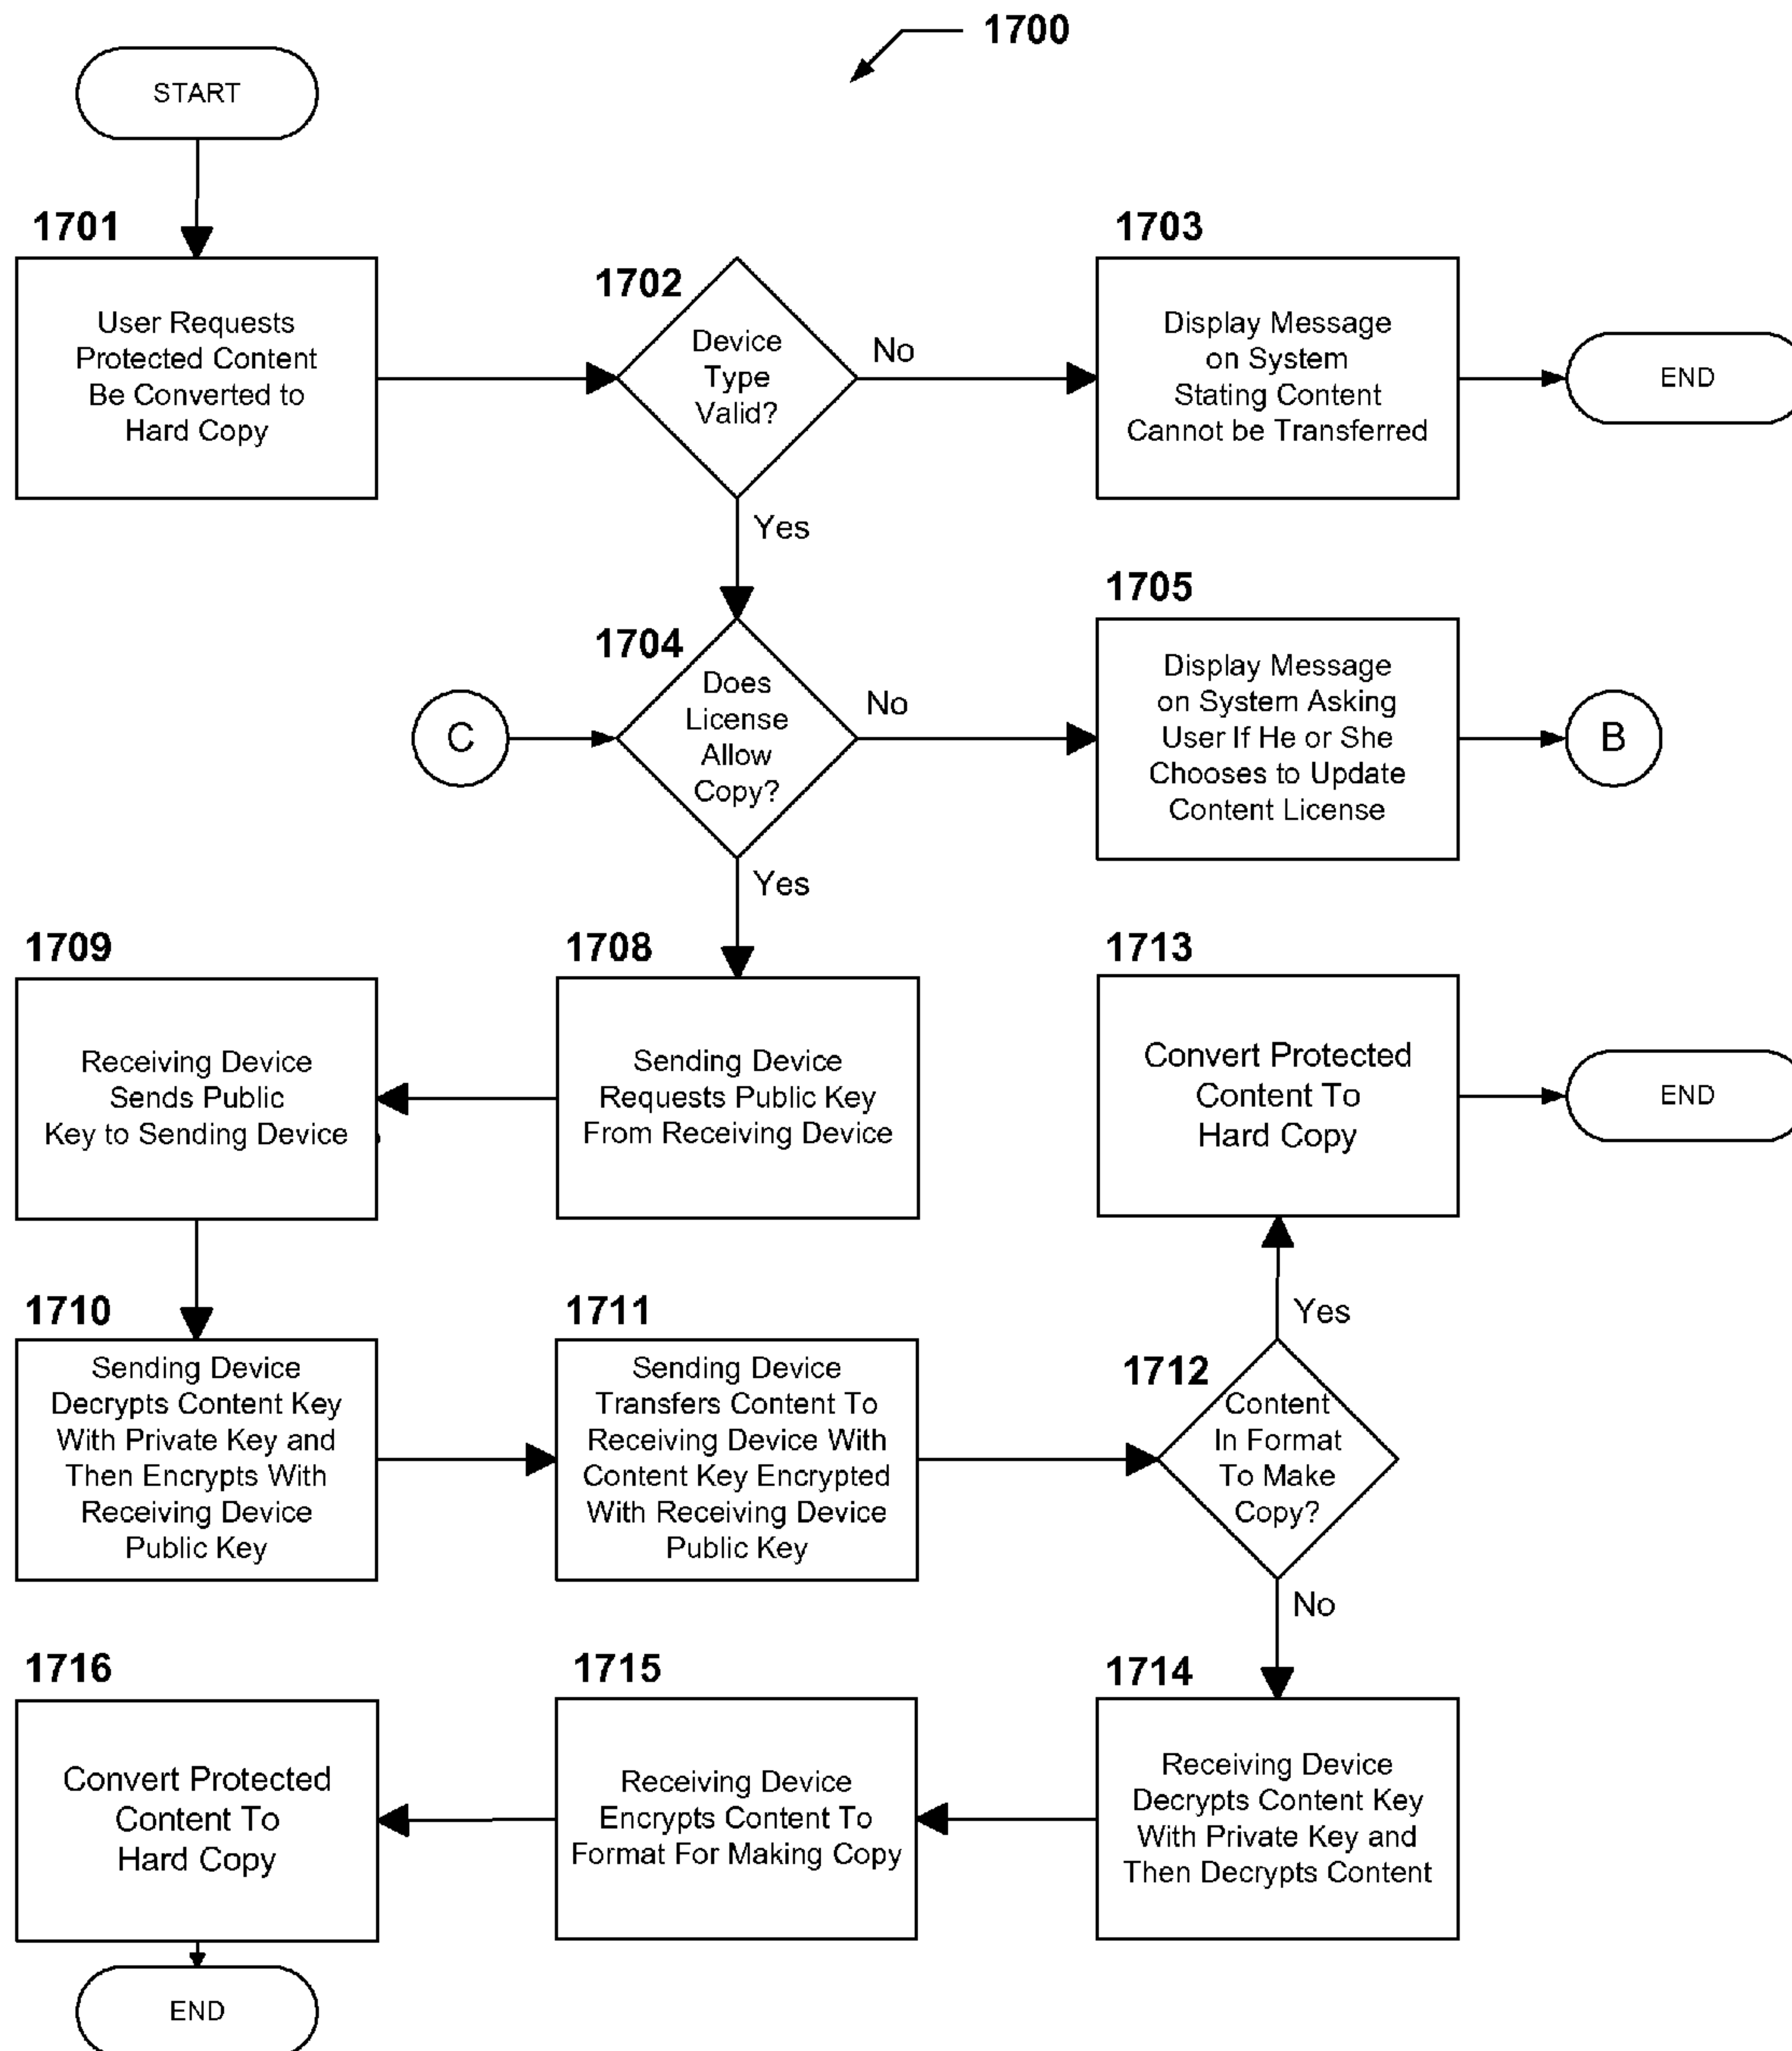 1700
START
1701
User Requests
Protected Content
Be Converted to
Hard Copy
1702
Device
Type
Valid?
No
Yes
1703
Display Message
on System
Stating Content
Cannot be Transferred
END
1704
Does
License
Allow
Copy?
C
No
Yes
1705
Display Message
on System Asking
User If He or She
Chooses to Update
Content License
B
1709
Receiving Device
Sends Public
Key to Sending Device
1708
Sending Device
Requests Public Key
From Receiving Device
1713
Convert Protected
Content To
Hard Copy
END
1710
Sending Device
Decrypts Content Key
With Private Key and
Then Encrypts With
Receiving Device
Public Key
1711
Sending Device
Transfers Content To
Receiving Device With
Content Key Encrypted
With Receiving Device
Public Key
Yes
1712
Content
In Format
To Make
Copy?
No
1716
Convert Protected
Content To
Hard Copy
1715
Receiving Device
Encrypts Content To
Format For Making Copy
1714
Receiving Device
Decrypts Content Key
With Private Key and
Then Decrypts Content
END